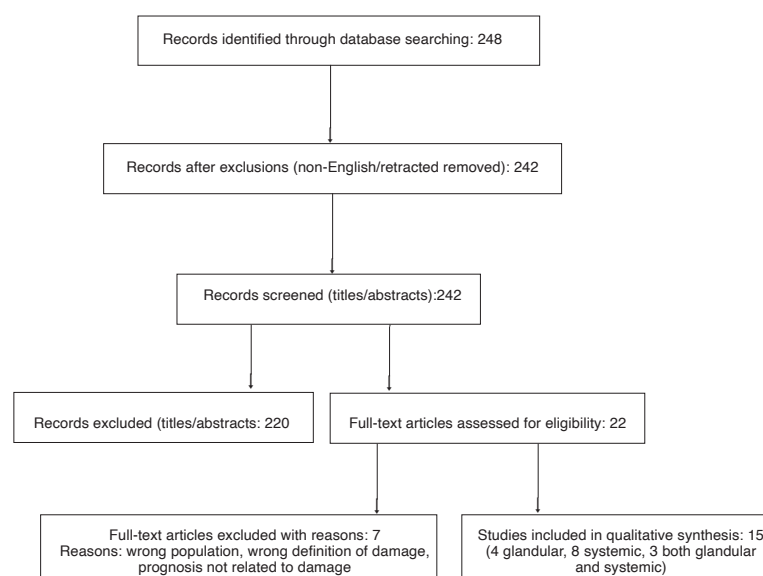 Records identified through database searching: 248
Records after exclusions (non-English/retracted removed): 242
Records screened (titles/abstracts):242
Records excluded (titles/abstracts: 220
Full-text articles assessed for eligibility: 22
Full-text articles excluded with reasons: 7
Reasons: wrong population, wrong definition of damage,
prognosis not related to damage
Studies included in qualitative synthesis: 15
(4 glandular, 8 systemic, 3 both glandular
and systemic)